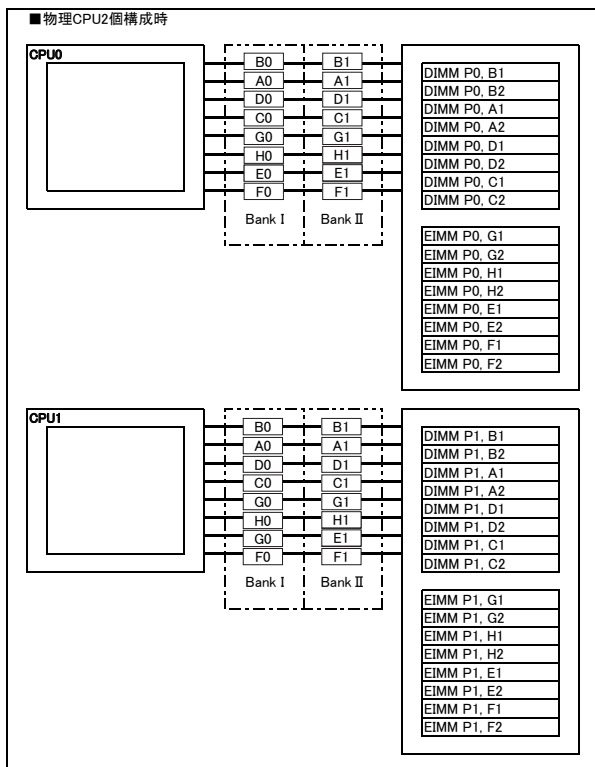 ■物理CPU2個構成時
CPU0
B0 B1
A0 A1
D0 D1
C0 C1
G0 G1
H0 H1
E0 E1
F0 F1
Bank Ⅰ Bank Ⅱ
DIMM P0, B1
DIMM P0, B2
DIMM P0, A1
DIMM P0, A2
DIMM P0, D1
DIMM P0, D2
DIMM P0, C1
DIMM P0, C2
EIMM P0, G1
EIMM P0, G2
EIMM P0, H1
EIMM P0, H2
EIMM P0, E1
EIMM P0, E2
EIMM P0, F1
EIMM P0, F2
CPU1
B0 B1
A0 A1
D0 D1
C0 C1
G0 G1
H0 H1
G0 E1
F0 F1
Bank Ⅰ Bank Ⅱ
DIMM P1, B1
DIMM P1, B2
DIMM P1, A1
DIMM P1, A2
DIMM P1, D1
DIMM P1, D2
DIMM P1, C1
DIMM P1, C2
EIMM P1, G1
EIMM P1, G2
EIMM P1, H1
EIMM P1, H2
EIMM P1, E1
EIMM P1, E2
EIMM P1, F1
EIMM P1, F2